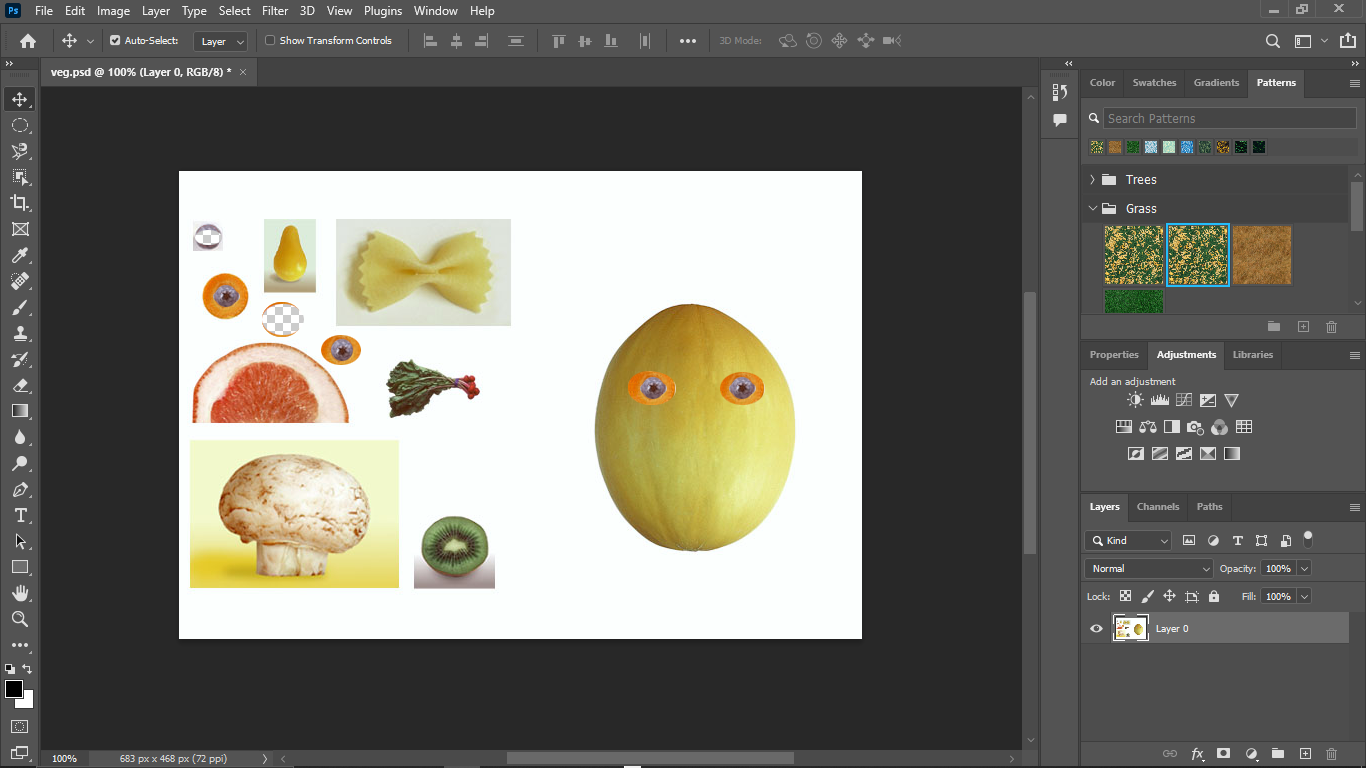 Ps File Edit Image Layer Type Select Filter 3D View Plugins Window Help
Auto-Select: Layer Show Transform Controls 3D Mode:
veg.psd @ 100% (Layer 0, RGB/8) *
Color Swatches Gradients Patterns
Search Patterns
Trees
Grass
Properties Adjustments Libraries
Add an adjustment
Layers Channels Paths
Kind
Normal Opacity: 100%
Lock: Fill: 100%
Layer 0
fx
100% 683 px x 468 px (72 ppi)